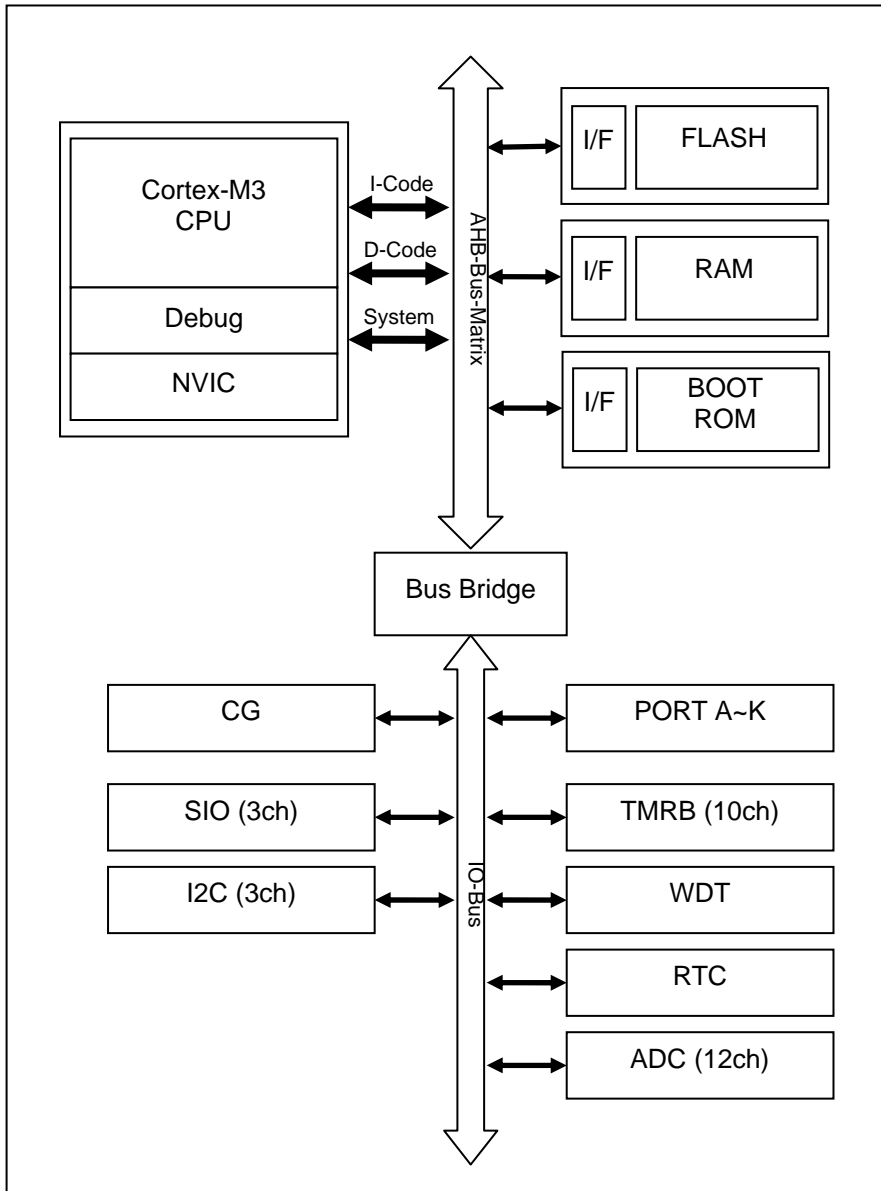 Cortex-M3
CPU
Debug
NVIC
I-Code
D-Code
System
AHB-Bus-Matrix
I/F
FLASH
I/F
RAM
I/F
BOOT
ROM
Bus Bridge
CG
SIO (3ch)
I2C (3ch)
IO-Bus
PORT A~K
TMRB (10ch)
WDT
RTC
ADC (12ch)